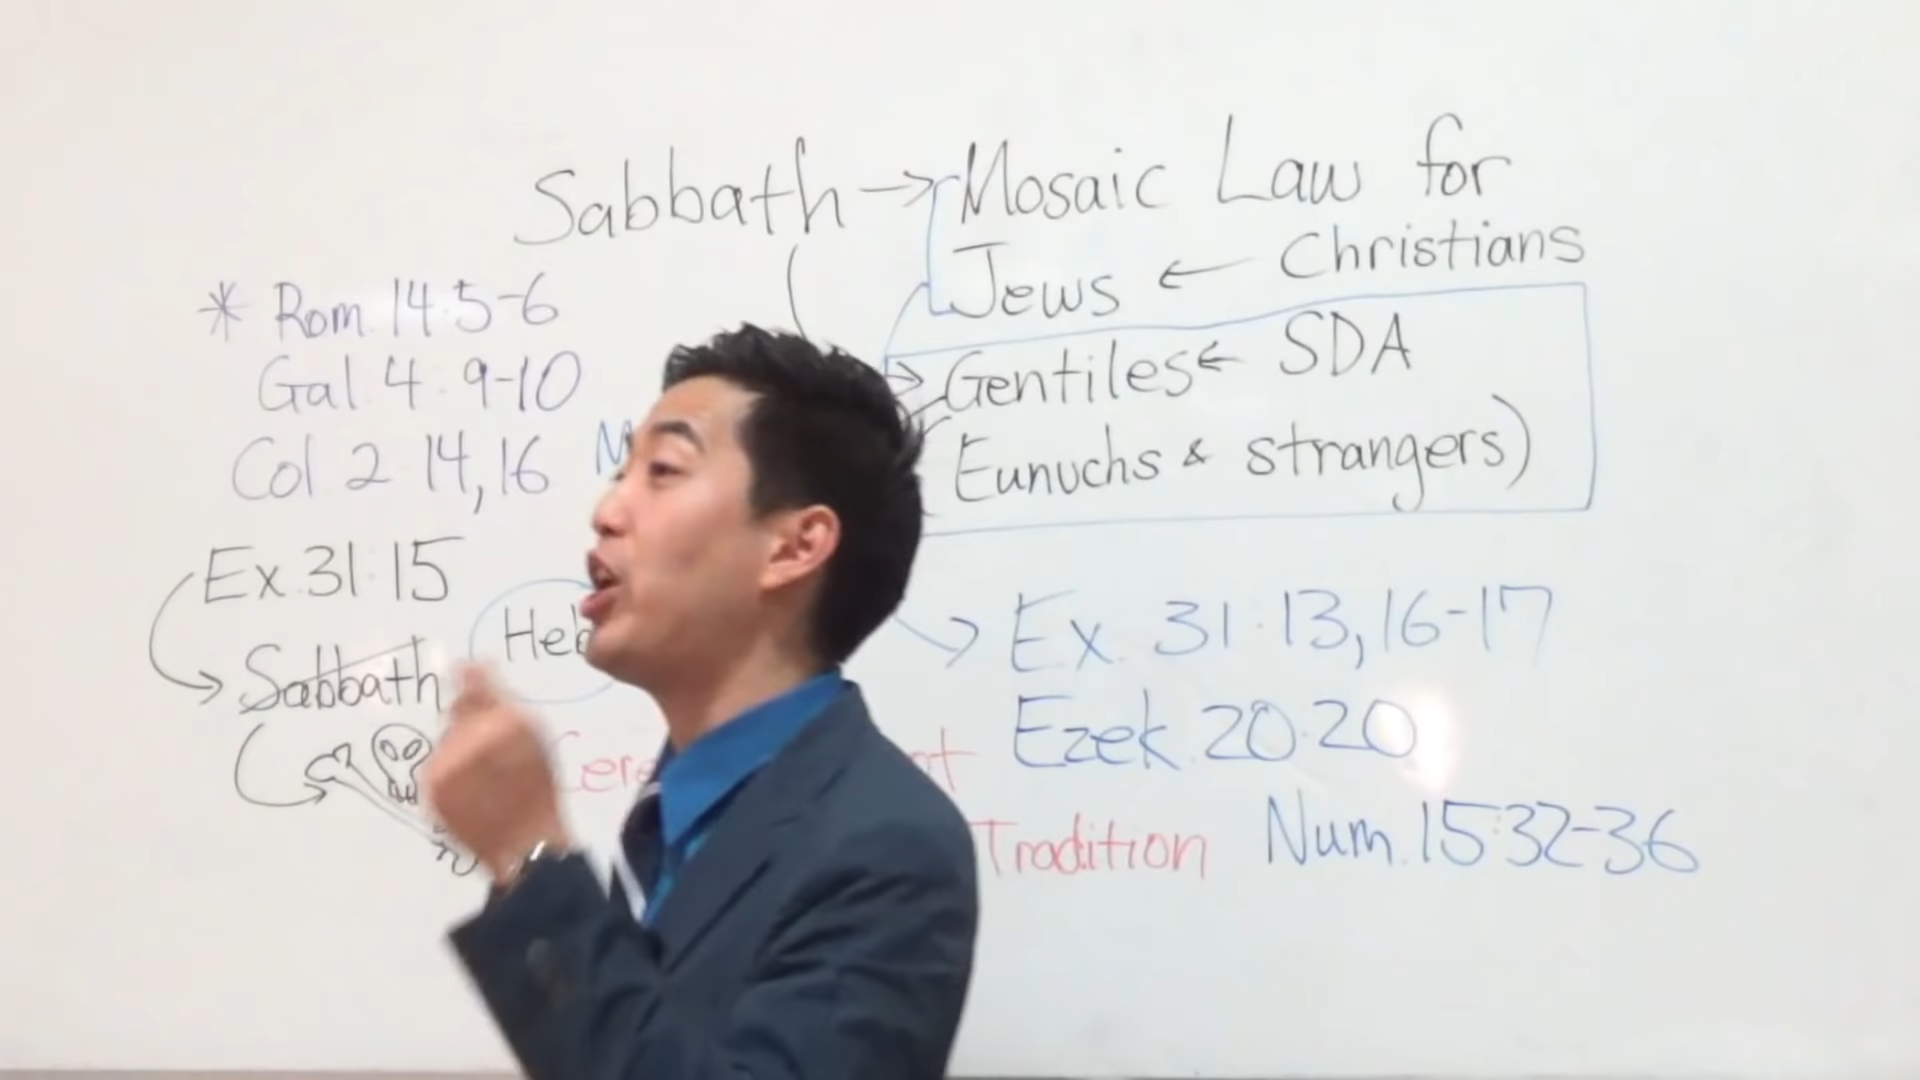 Sabbath → Mosaic Law for
Jews ← Christians
Gentiles ← SDA
Eunuchs & strangers)
* Rom. 14:5-6
Gal. 4:9-10
Col 2:14,16
Ex. 31:15
Sabbath
→ Ex. 31:13,16-17
Ezek. 20:20
Tradition
Num. 15:32-36